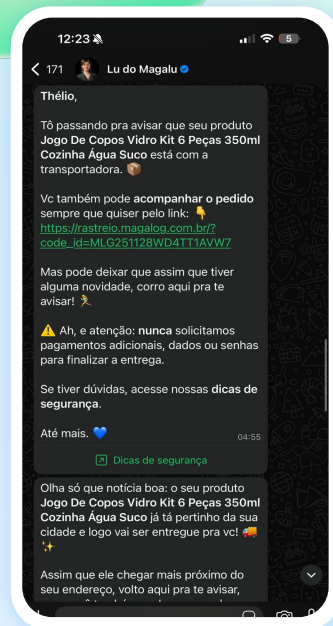 12:23
5
171
Lu do Magalu
Thélio,
Tô passando pra avisar que seu produto
Jogo De Copos Vidro Kit 6 Peças 350ml
Cozinha Água Suco está com a
transportadora. 📦
Vc também pode acompanhar o pedido
sempre que quiser pelo link: 👇
https://rastreio.magalog.com.br/?
code_id=MLG251128WD4TT1AVW7
Mas pode deixar que assim que tiver
alguma novidade, corro aqui pra te
avisar! 🏃
⚠️ Ah, e atenção: nunca solicitamos
pagamentos adicionais, dados ou senhas
para finalizar a entrega.
Se tiver dúvidas, acesse nossas dicas de
segurança.
Até mais. 💙
04:55
Dicas de segurança
Olha só que notícia boa: o seu produto
Jogo De Copos Vidro Kit 6 Peças 350ml
Cozinha Água Suco já tá pertinho da sua
cidade e logo vai ser entregue pra vc! 🚚
✨
Assim que ele chegar mais próximo do
seu endereço, volto aqui pra te avisar,